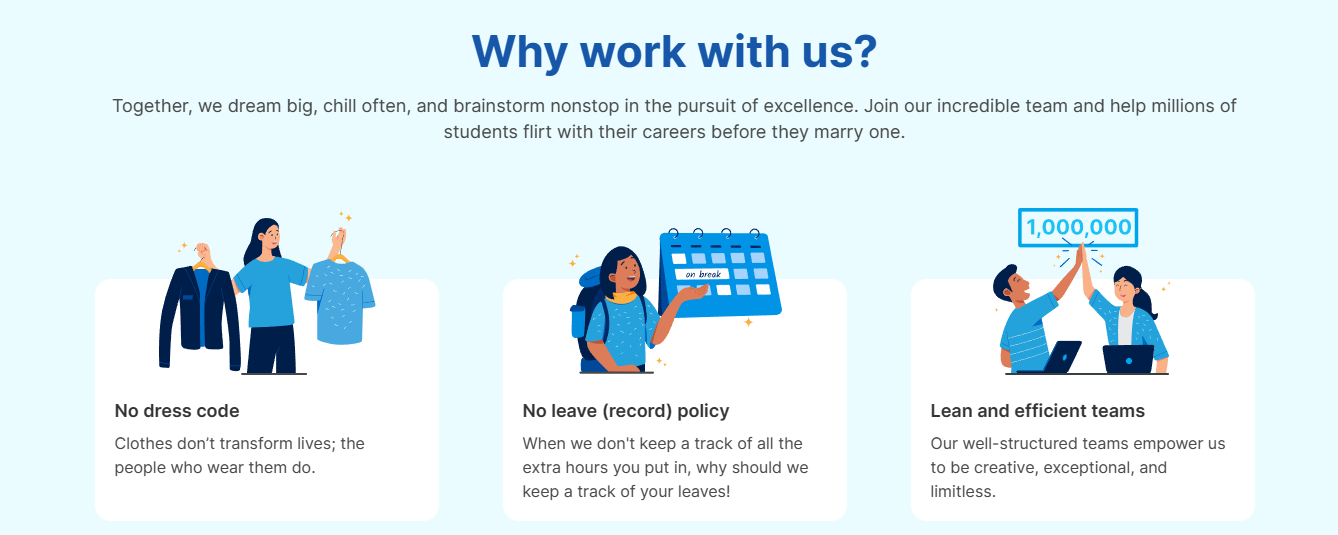 Why work with us?
Together, we dream big, chill often, and brainstorm nonstop in the pursuit of excellence. Join our incredible team and help millions of
students flirt with their careers before they marry one.
on break
1,000,000
No dress code
Clothes don’t transform lives; the
people who wear them do.
No leave (record) policy
When we don't keep a track of all the
extra hours you put in, why should we
keep a track of your leaves!
Lean and efficient teams
Our well-structured teams empower us
to be creative, exceptional, and
limitless.